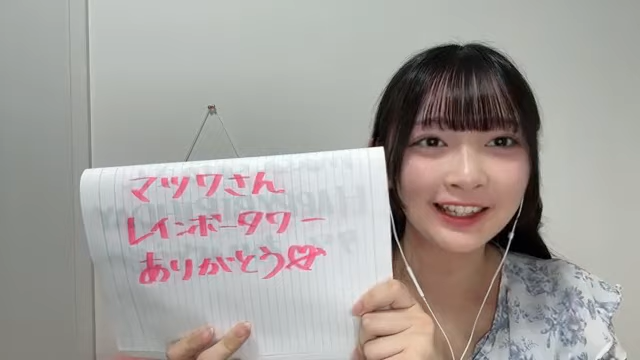 マツワさん
レインボータワー
ありがとう♡